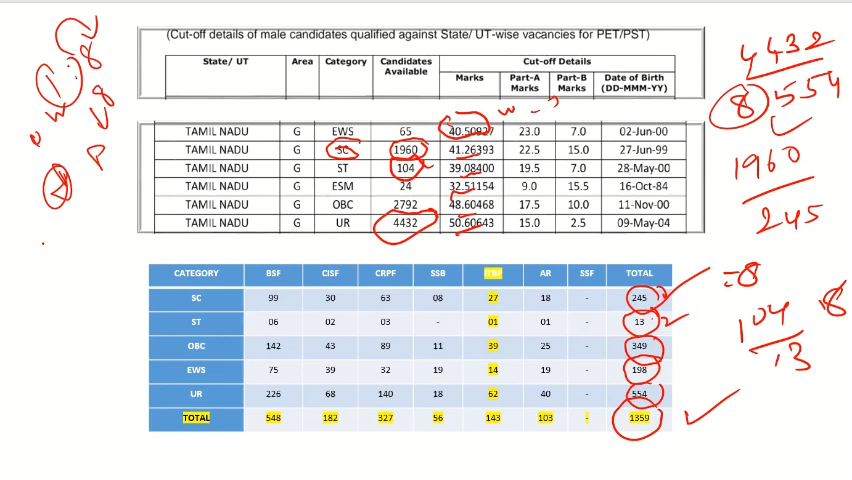 (Cut-off details of male candidates qualified against State/ UT-wise vacancies for PET/PST)
State/ UT Area Category Candidates Available Cut-off Details
Marks Part-A Marks Part-B Marks Date of Birth (DD-MMM-YY)
TAMIL NADU G EWS 65 40.50927 23.0 7.0 02-Jun-00
TAMIL NADU G SC 1960 41.26393 22.5 15.0 27-Jun-99
TAMIL NADU G ST 104 39.08400 19.5 7.0 28-May-00
TAMIL NADU G ESM 24 32.51154 9.0 15.5 16-Oct-84
TAMIL NADU G OBC 2792 48.60468 17.5 10.0 11-Nov-00
TAMIL NADU G UR 4432 50.60643 15.0 2.5 09-May-04
CATEGORY BSF CISF CRPF SSB ITBP AR SSF TOTAL
SC 99 30 63 08 27 18 - 245
ST 06 02 03 - 01 01 - 13
OBC 142 43 89 11 39 25 - 349
EWS 75 39 32 19 14 19 - 198
UR 226 68 140 18 62 40 - 554
TOTAL 548 182 327 56 143 103 - 1359
4432
8 554
1960
245
=8
104 8
13